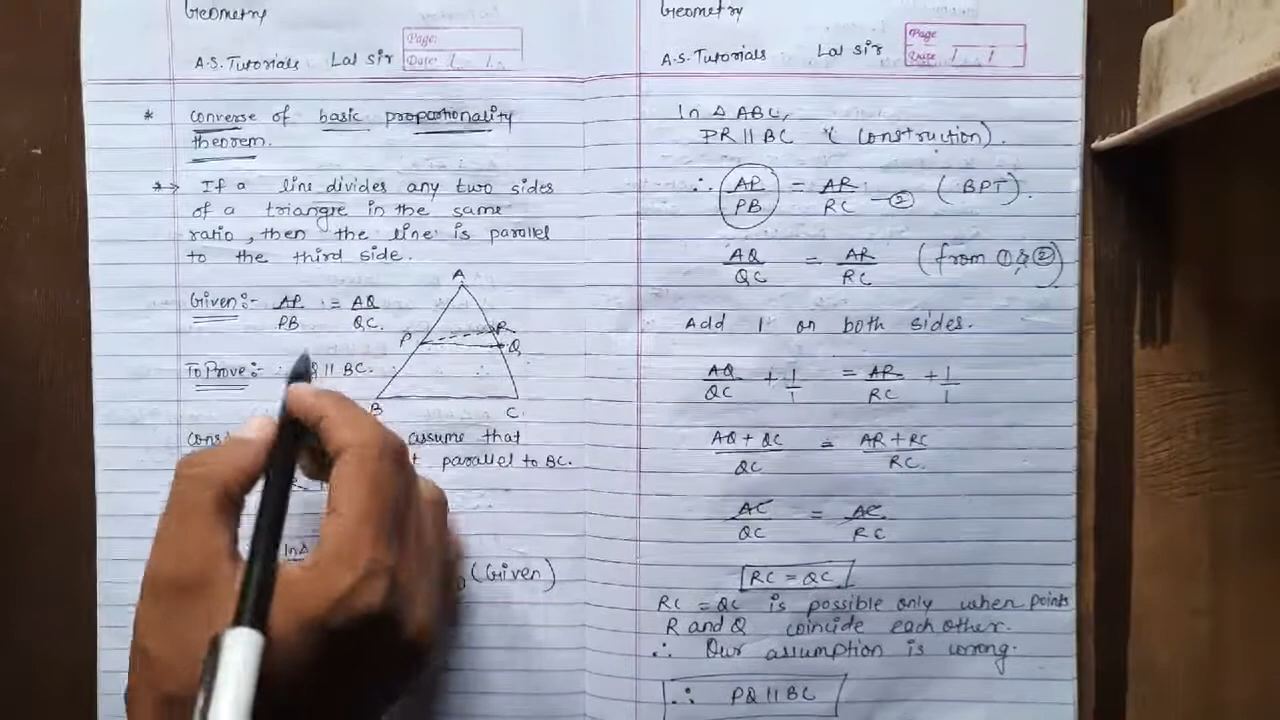 Geometry
A.S. Tutorials Lal sir
Page:
Date: / /
* converse of basic proportionality
theorem.
*→ If a line divides any two sides
of a triangle in the same
ratio, then the line is parallel
to the third side.
Given:- AP/PB = AQ/QC.
A
P
R
Q
B
C
To Prove:- PQ || BC.
assume that
parallel to BC.
In Δ
(Given)
Geometry
A.S. Tutorials Lal sir
Page
Date / /
In Δ ABC,
PR || BC (construction).
∴ AP/PB = AR/RC —② (BPT).
AQ/QC = AR/RC (from ① & ②)
Add 1 on both sides.
AQ/QC + 1/1 = AR/RC + 1/1
AQ + QC/QC = AR + RC/RC.
AC/QC = AC/RC
RC = QC
RC = QC is possible only when points
R and Q coincide each other.
∴ Our assumption is wrong.
∴ PQ || BC